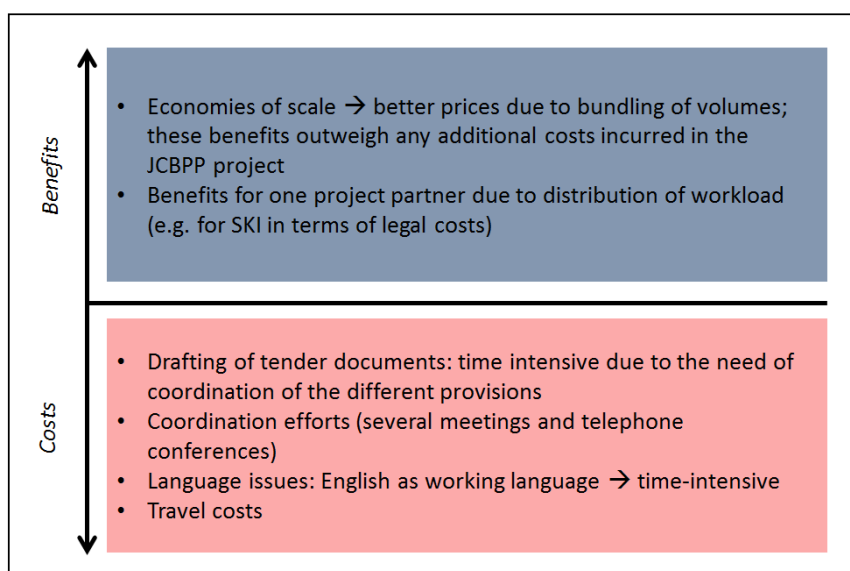 Benefits
• Economies of scale → better prices due to bundling of volumes;
these benefits outweigh any additional costs incurred in the
JCBPP project
• Benefits for one project partner due to distribution of workload
(e.g. for SKI in terms of legal costs)
Costs
• Drafting of tender documents: time intensive due to the need of
coordination of the different provisions
• Coordination efforts (several meetings and telephone
conferences)
• Language issues: English as working language → time-intensive
• Travel costs